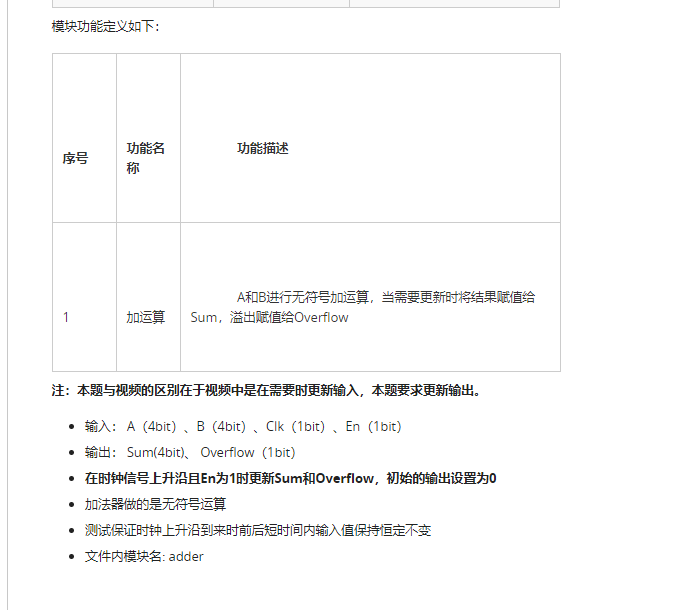 模块功能定义如下：
序号
功能名
称
功能描述
1
加运算
A和B进行无符号加运算，当需要更新时将结果赋值给
Sum，溢出赋值给Overflow
注：本题与视频的区别在于视频中是在需要时更新输入，本题要求更新输出。
输入： A（4bit）、B（4bit）、Clk（1bit）、En（1bit）
输出： Sum(4bit)、 Overflow（1bit）
在时钟信号上升沿且En为1时更新Sum和Overflow，初始的输出设置为0
加法器做的是无符号运算
测试保证时钟上升沿到来时前后短时间内输入值保持恒定不变
文件内模块名: adder